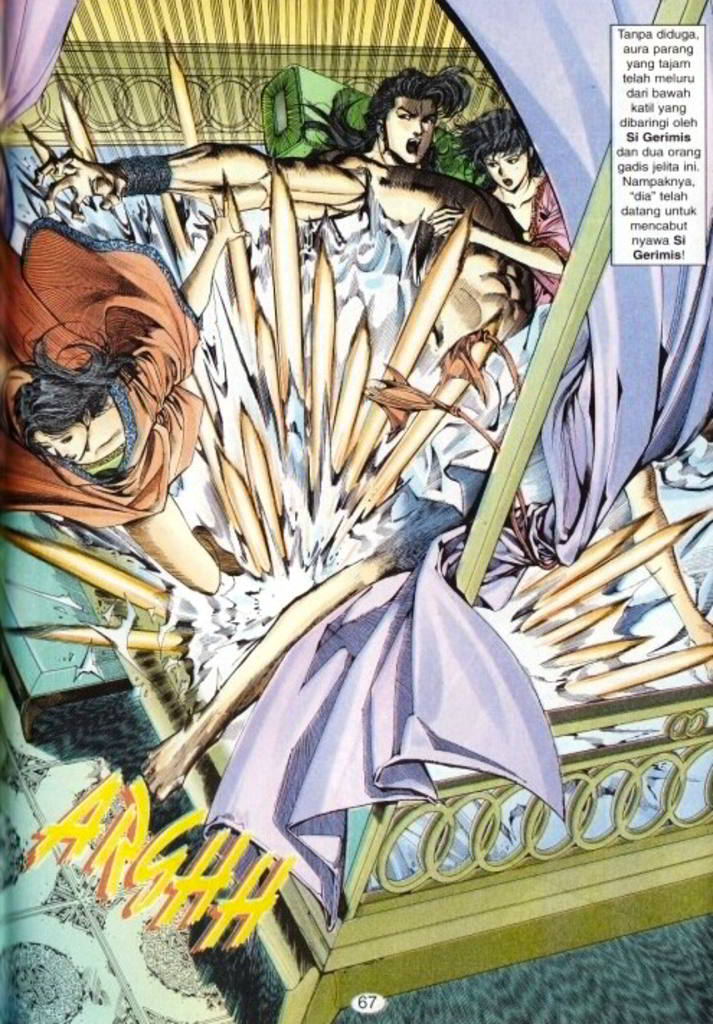 Tanpa diduga,
aura parang
yang tajam
telah meluru
dari bawah
katil yang
dibaringi oleh
Si Gerimis
dan dua orang
gadis jelita ini.
Nampaknya,
“dia” telah
datang untuk
mencabut
nyawa Si
Gerimis!
ARGHH
67